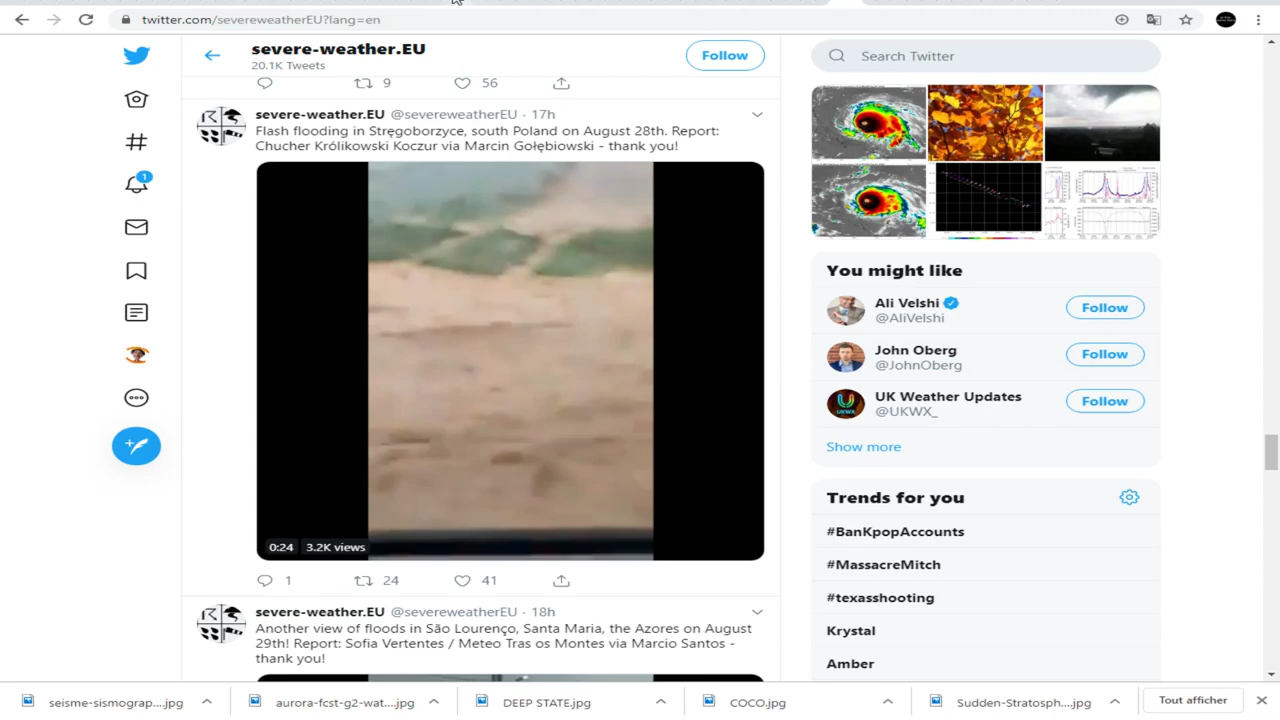 twitter.com/severeweatherEU?lang=en
severe-weather.EU
20.1K Tweets
Follow
Search Twitter
9
56
severe-weather.EU @severeweatherEU · 17h
Flash flooding in Stręgoborzyce, south Poland on August 28th. Report:
Chucher Królikowski Koczur via Marcin Gołębiowski - thank you!
1
0:24 3.2K views
1
24
41
severe-weather.EU @severeweatherEU · 18h
Another view of floods in São Lourenço, Santa Maria, the Azores on August
29th! Report: Sofia Vertentes / Meteo Tras os Montes via Marcio Santos -
thank you!
You might like
Ali Velshi
@AliVelshi
Follow
John Oberg
@JohnOberg
Follow
UK Weather Updates
@UKWX_
Follow
Show more
Trends for you
#BanKpopAccounts
#MassacreMitch
#texasshooting
Krystal
Amber
seisme-sismograp....jpg
aurora-fcst-g2-wat....jpg
DEEP STATE.jpg
COCO.jpg
Sudden-Stratosph....jpg
Tout afficher